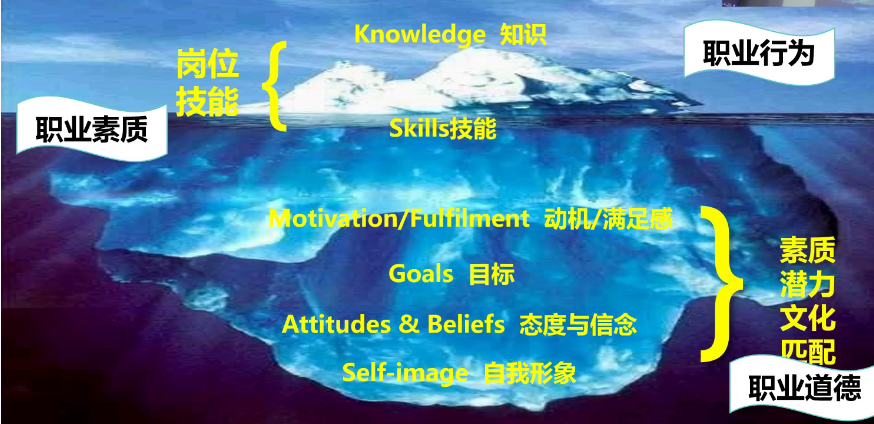 Knowledge 知识
岗位
技能
职业行为
职业素质
Skills技能
Motivation/Fulfilment 动机/满足感
Goals 目标
Attitudes & Beliefs 态度与信念
Self-image 自我形象
素质
潜力
文化
匹配
职业道德